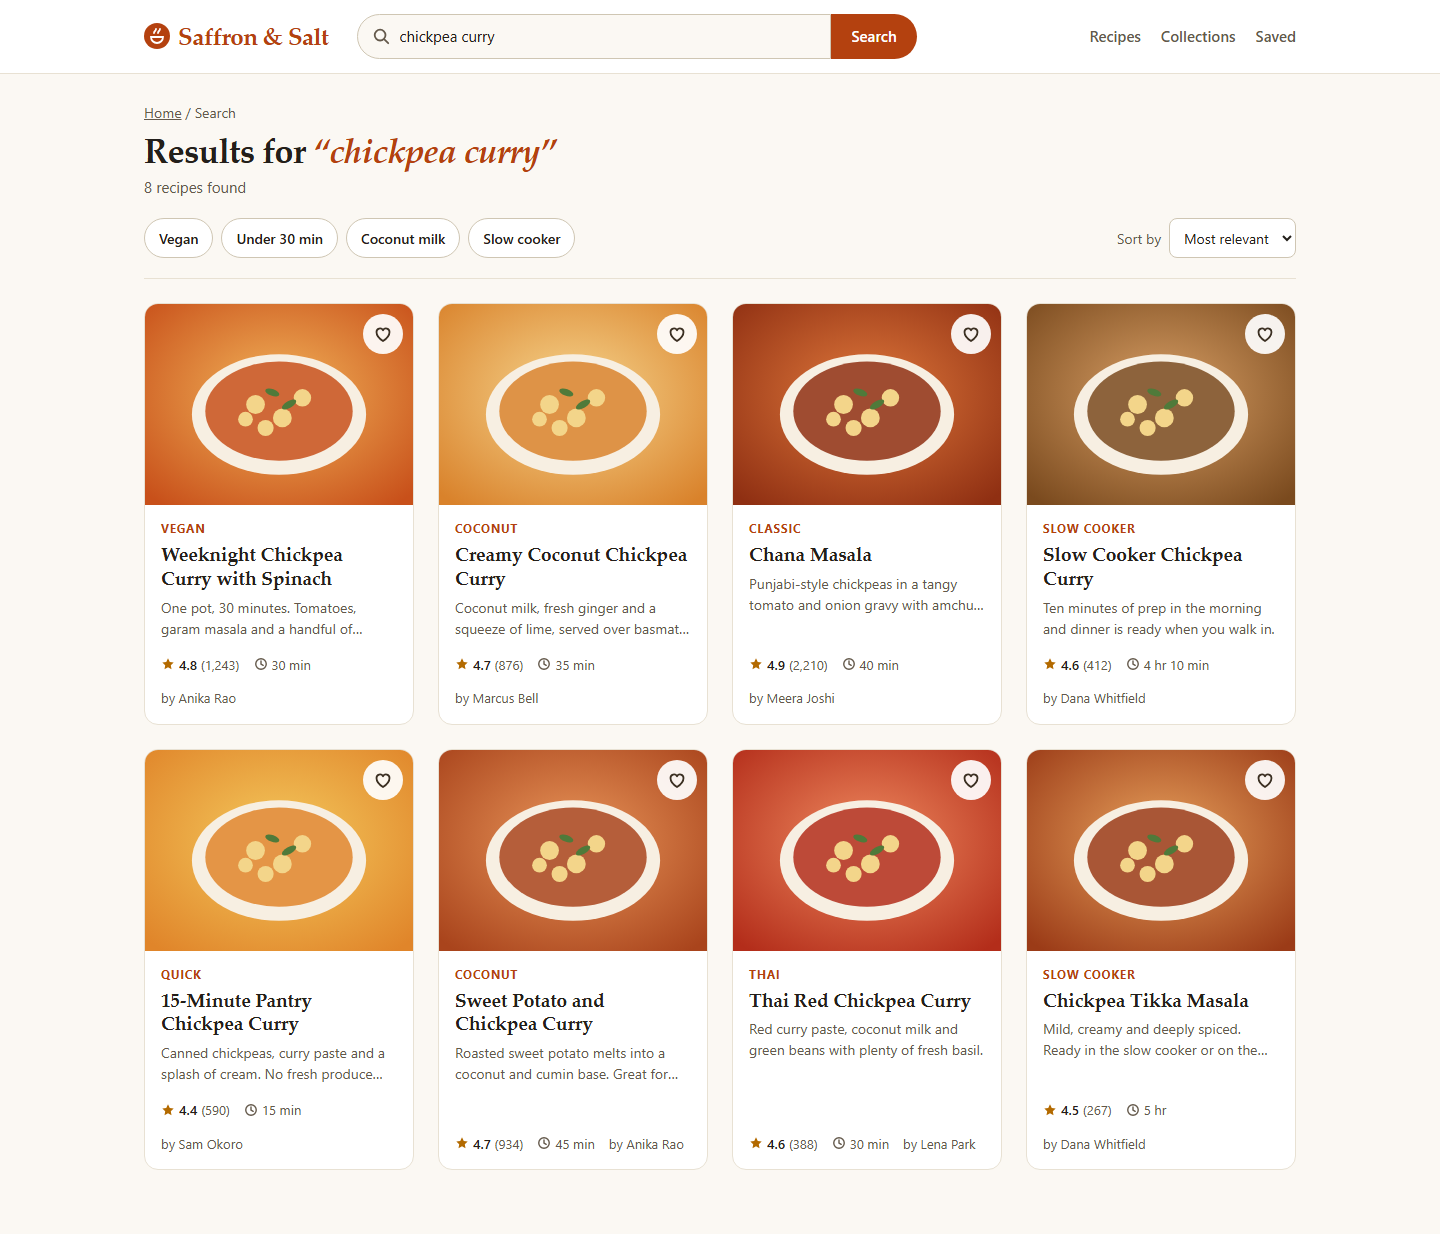 Saffron & Salt
chickpea curry
Search
Recipes
Collections
Saved
Home / Search
Results for “chickpea curry”
8 recipes found
Vegan
Under 30 min
Coconut milk
Slow cooker
Sort by
Most relevant
VEGAN
Weeknight Chickpea
Curry with Spinach
One pot, 30 minutes. Tomatoes,
garam masala and a handful of...
4.8 (1,243) 30 min
by Anika Rao
COCONUT
Creamy Coconut Chickpea
Curry
Coconut milk, fresh ginger and a
squeeze of lime, served over basmat...
4.7 (876) 35 min
by Marcus Bell
CLASSIC
Chana Masala
Punjabi-style chickpeas in a tangy
tomato and onion gravy with amchu...
4.9 (2,210) 40 min
by Meera Joshi
SLOW COOKER
Slow Cooker Chickpea
Curry
Ten minutes of prep in the morning
and dinner is ready when you walk in.
4.6 (412) 4 hr 10 min
by Dana Whitfield
QUICK
15-Minute Pantry
Chickpea Curry
Canned chickpeas, curry paste and a
splash of cream. No fresh produce...
4.4 (590) 15 min
by Sam Okoro
COCONUT
Sweet Potato and
Chickpea Curry
Roasted sweet potato melts into a
coconut and cumin base. Great for...
4.7 (934) 45 min by Anika Rao
THAI
Thai Red Chickpea Curry
Red curry paste, coconut milk and
green beans with plenty of fresh basil.
4.6 (388) 30 min by Lena Park
SLOW COOKER
Chickpea Tikka Masala
Mild, creamy and deeply spiced.
Ready in the slow cooker or on the...
4.5 (267) 5 hr
by Dana Whitfield